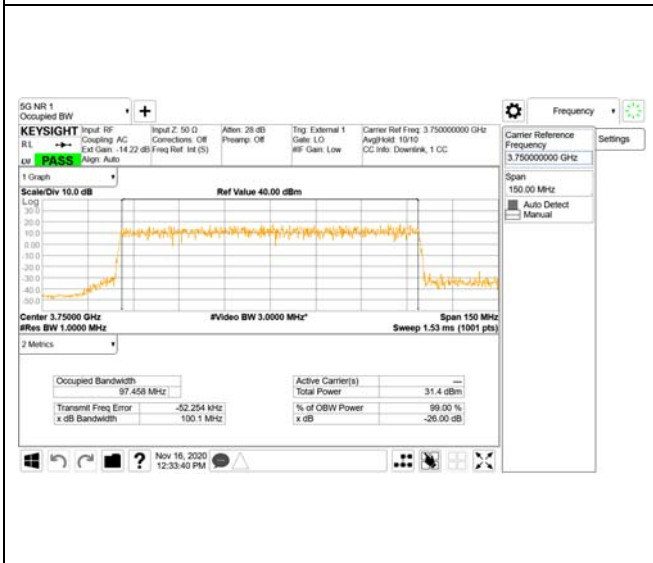 5G NR 1
Occupied BW
+
Frequency
KEYSIGHT
RL
LXI
PASS
Input: RF
Coupling: AC
Ext Gain: -14.22 dB
Align: Auto
Input Z: 50 Ω
Corrections: Off
Freq Ref: Int (S)
Atten: 28 dB
Preamp: Off
Trig: External 1
Gate: LO
#IF Gain: Low
Carrier Ref Freq: 3.750000000 GHz
Avg|Hold: 10/10
CC Info: Downlink, 1 CC
Carrier Reference
Frequency
3.750000000 GHz
Span
150.00 MHz
Auto Detect
Manual
Settings
1 Graph
Scale/Div 10.0 dB
Ref Value 40.00 dBm
Log
30.0
20.0
10.0
0.00
-10.0
-20.0
-30.0
-40.0
-50.0
Center 3.75000 GHz
#Video BW 3.0000 MHz*
Span 150 MHz
#Res BW 1.0000 MHz
Sweep 1.53 ms (1001 pts)
2 Metrics
Occupied Bandwidth
97.458 MHz
Transmit Freq Error -52.254 kHz
x dB Bandwidth 100.1 MHz
Active Carrier(s) ---
Total Power 31.4 dBm
% of OBW Power 99.00 %
x dB -26.00 dB
?
Nov 16, 2020
12:33:40 PM